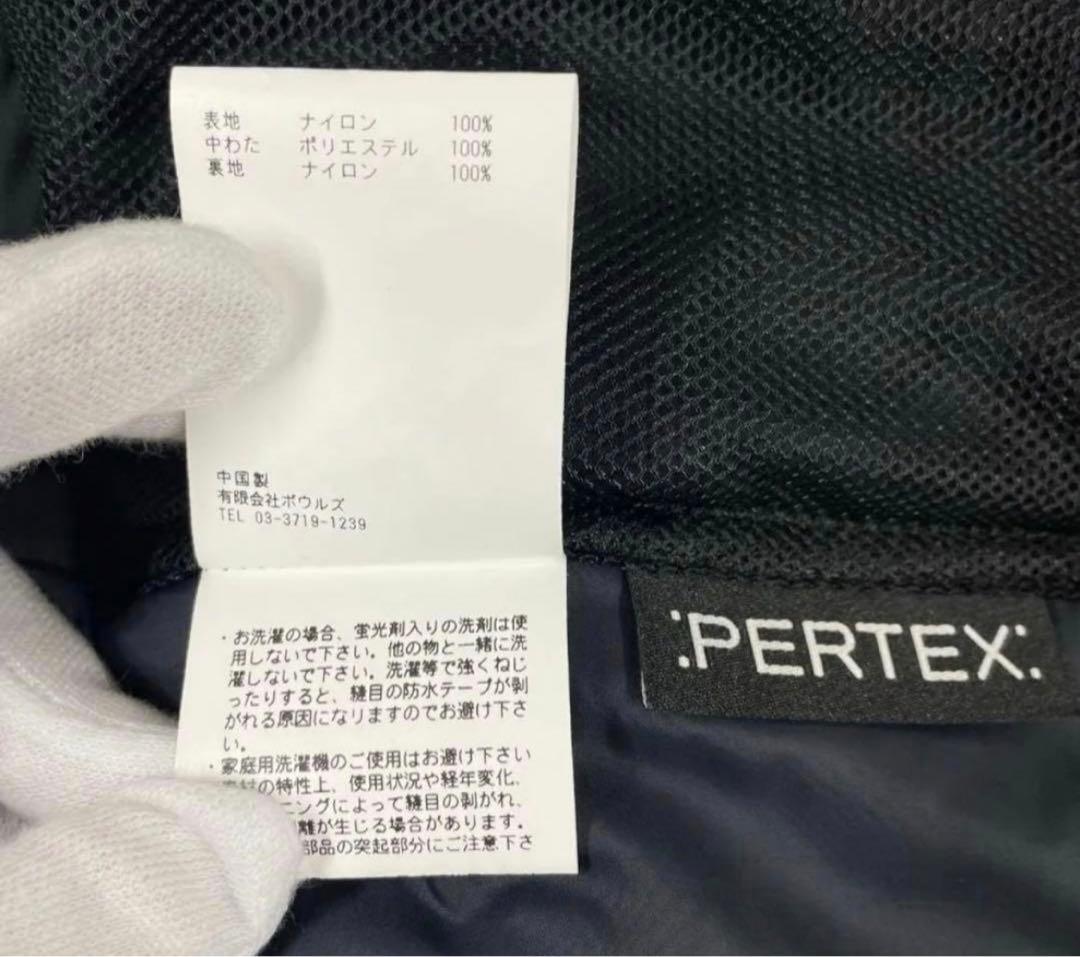 表地 ナイロン 100%
中わた ポリエステル 100%
裏地 ナイロン 100%
中国製
有限会社ボウルズ
TEL 03-3719-1239
・お洗濯の場合、蛍光剤入りの洗剤は使
用しないで下さい。他の物と一緒に洗
濯しないで下さい。洗濯等で強くねじ
ったりすると、縫目の防水テープが剥
がれる原因になりますのでお避け下さ
い。
・家庭用洗濯機のご使用はお避け下さい
の特性上、使用状況や経年変化、
ニングによって縫目の剥がれ、
離が生じる場合があります。
部品の突起部分にご注意下さ
:PERTEX: